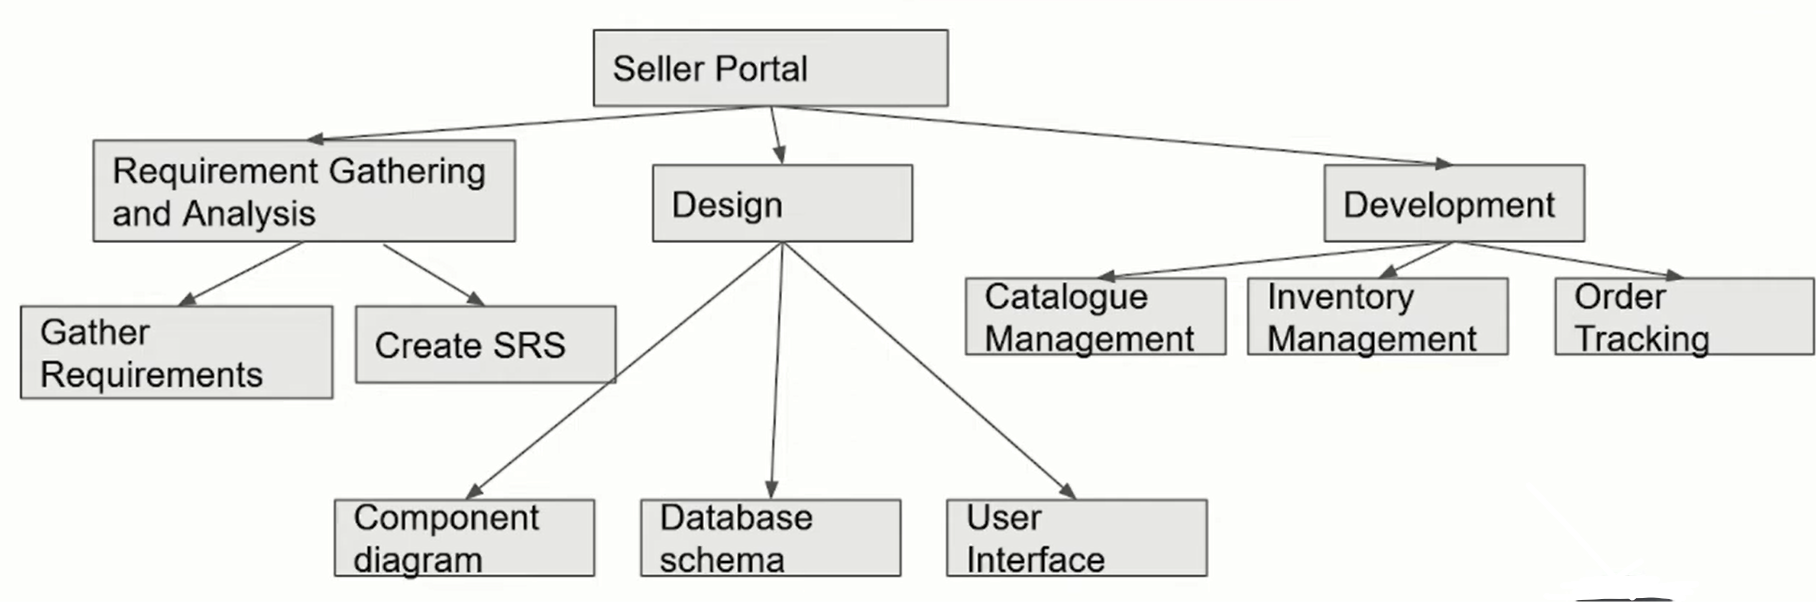 Seller Portal
Requirement Gathering
and Analysis
Design
Development
Gather
Requirements
Create SRS
Catalogue
Management
Inventory
Management
Order
Tracking
Component
diagram
Database
schema
User
Interface